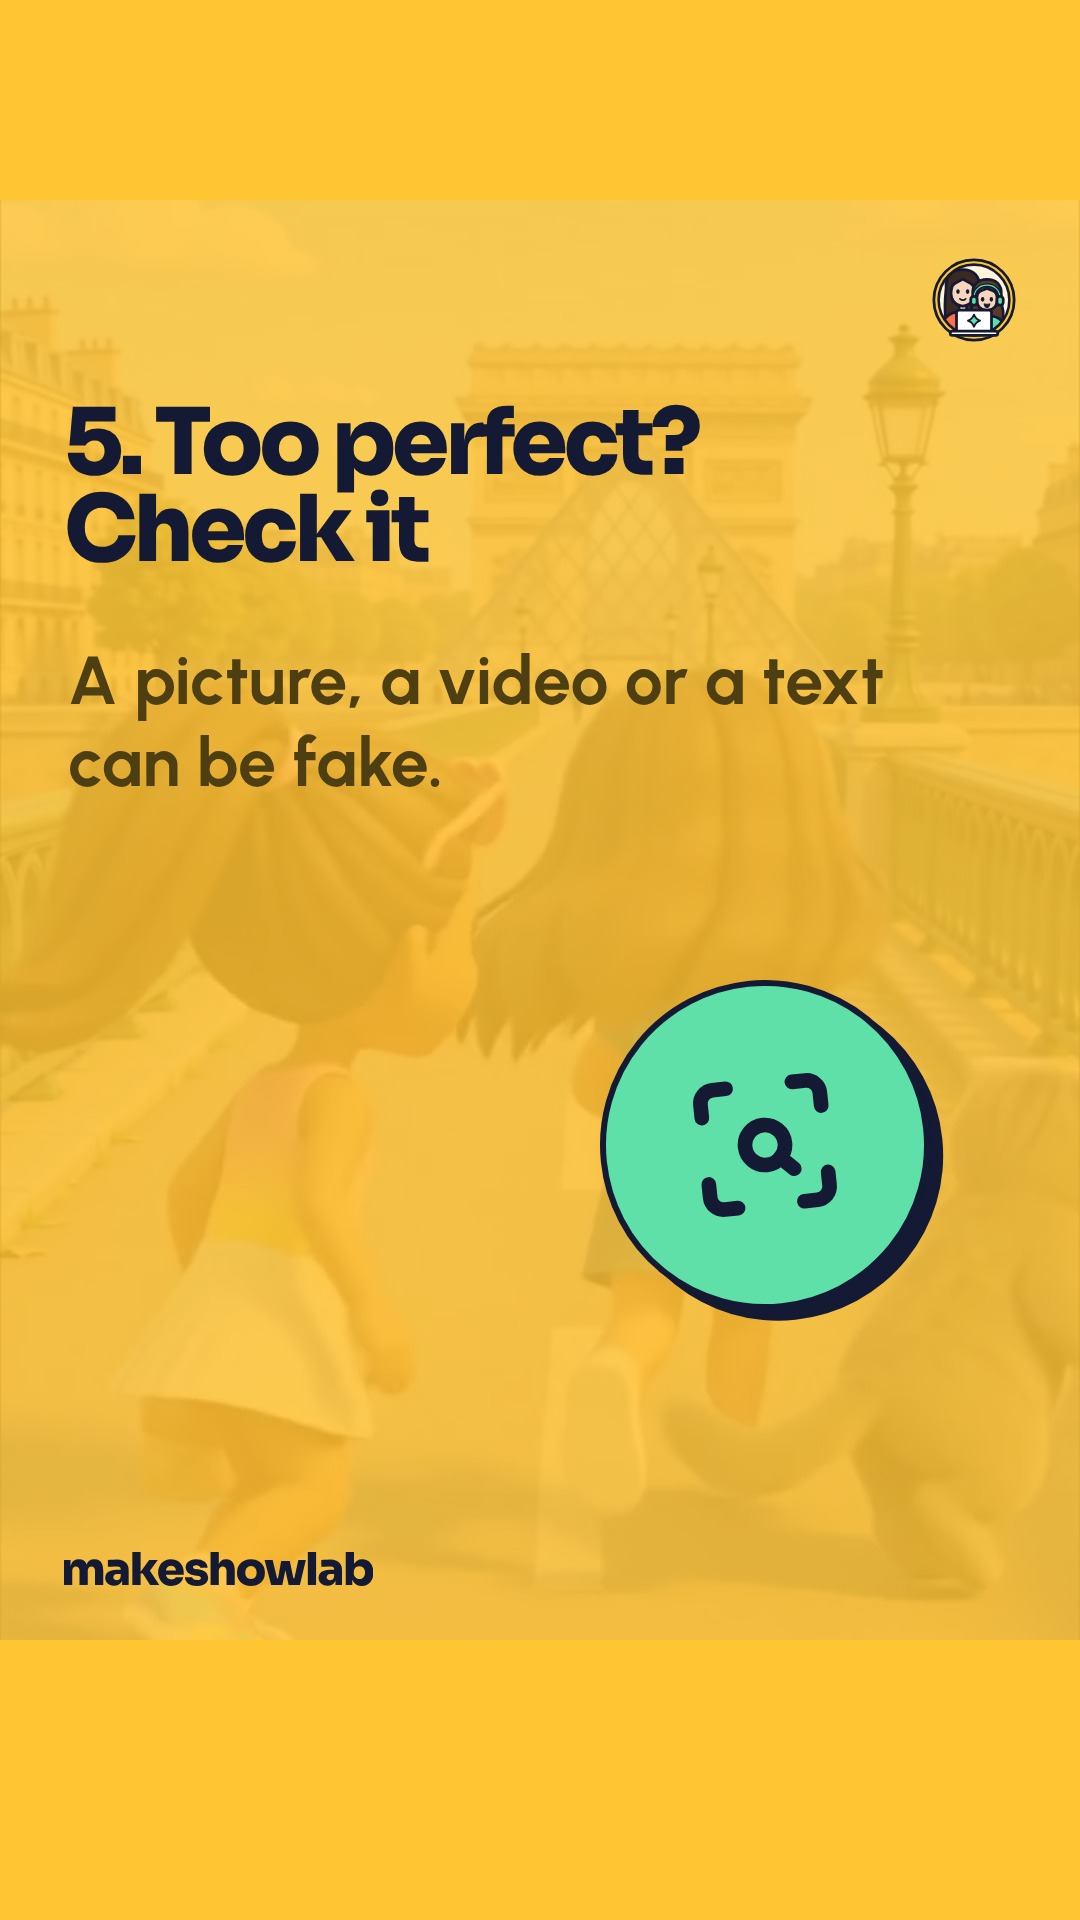 5. Too perfect?
Check it
A picture, a video or a text
can be fake.
makeshowlab